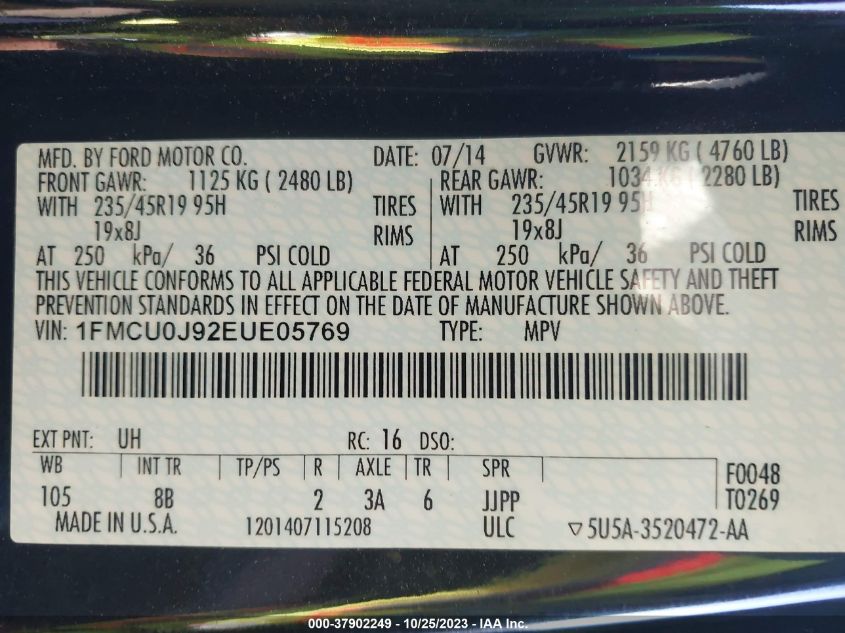 MFD. BY FORD MOTOR CO. DATE: 07/14 GVWR: 2159 KG ( 4760 LB)
FRONT GAWR: 1125 KG ( 2480 LB) REAR GAWR: 1034 KG ( 2280 LB)
WITH 235/45R19 95H TIRES WITH 235/45R19 95H TIRES
19x8J RIMS 19x8J RIMS
AT 250 kPa/ 36 PSI COLD AT 250 kPa/ 36 PSI COLD
THIS VEHICLE CONFORMS TO ALL APPLICABLE FEDERAL MOTOR VEHICLE SAFETY AND THEFT
PREVENTION STANDARDS IN EFFECT ON THE DATE OF MANUFACTURE SHOWN ABOVE.
VIN: 1FMCU0J92EUE05769 TYPE: MPV
EXT PNT: UH RC: 16 DSO:
WB INT TR TP/PS R AXLE TR SPR F0048
105 8B 2 3A 6 JJPP T0269
MADE IN U.S.A. 1201407115208 ULC ▽5U5A-3520472-AA
000-37902249 - 10/25/2023 - IAA Inc.